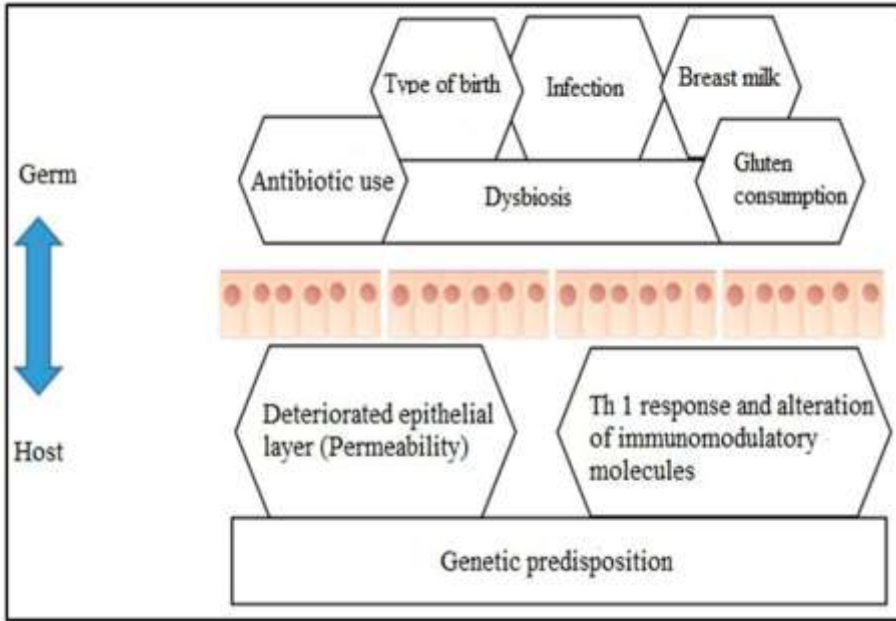 Type of birth
Infection
Breast milk
Germ
Antibiotic use
Dysbiosis
Gluten
consumption
Deteriorated epithelial
layer (Permeability)
Th 1 response and alteration
of immunomodulatory
molecules
Host
Genetic predisposition